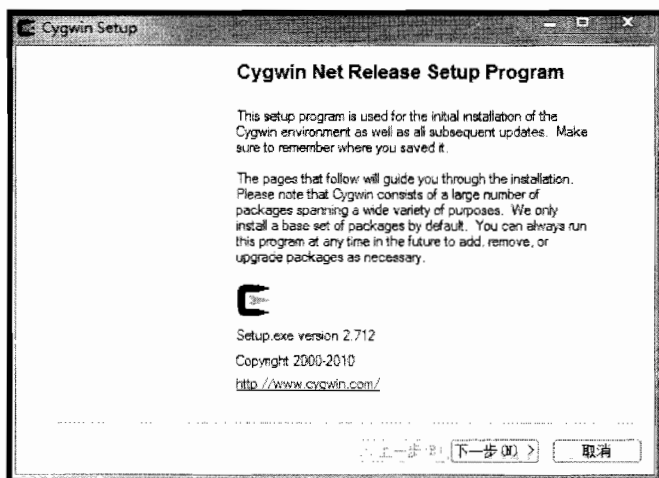 Cygwin Setup
Cygwin Net Release Setup Program
This setup program is used for the initial installation of the
Cygwin environment as well as all subsequent updates. Make
sure to remember where you saved it.
The pages that follow will guide you through the installation.
Please note that Cygwin consists of a large number of
packages spanning a wide variety of purposes. We only
install a base set of packages by default. You can always run
this program at any time in the future to add, remove, or
upgrade packages as necessary.
Setup.exe version 2.712
Copyright 2000-2010
http://www.cygwin.com/
<上一步(B) 下一步(N) > 取消